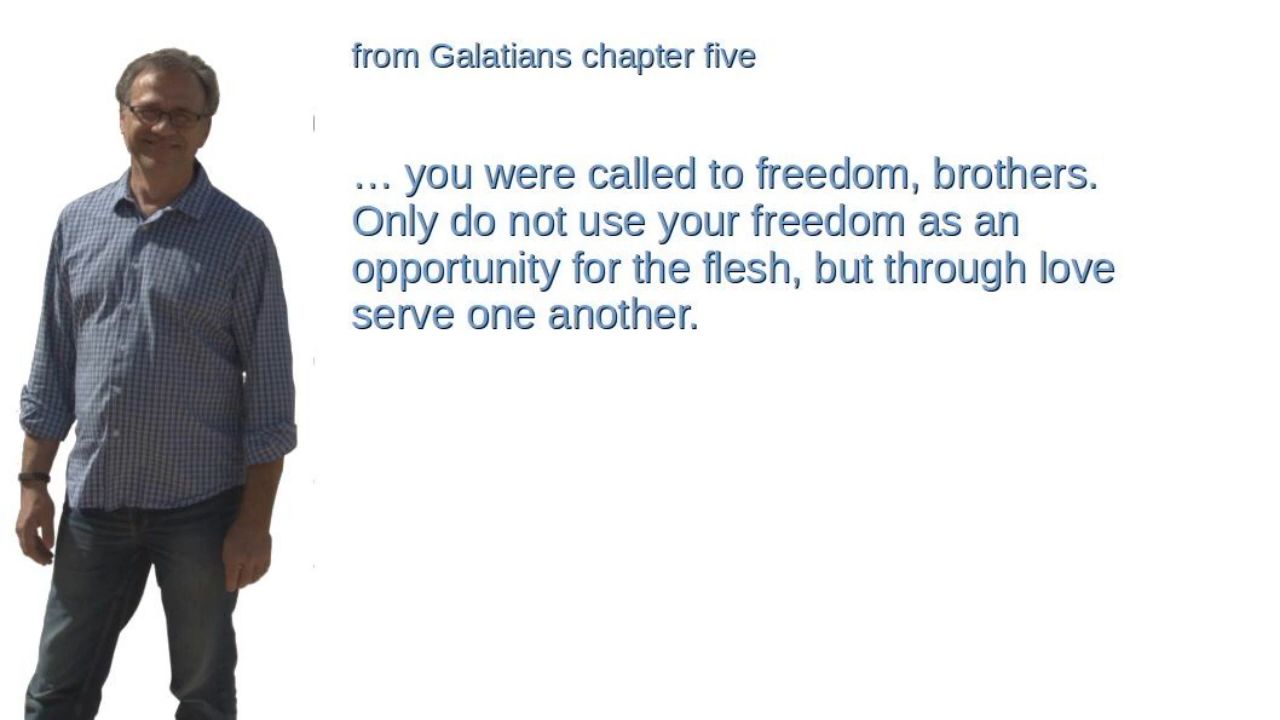 from Galatians chapter five
… you were called to freedom, brothers.
Only do not use your freedom as an
opportunity for the flesh, but through love
serve one another.